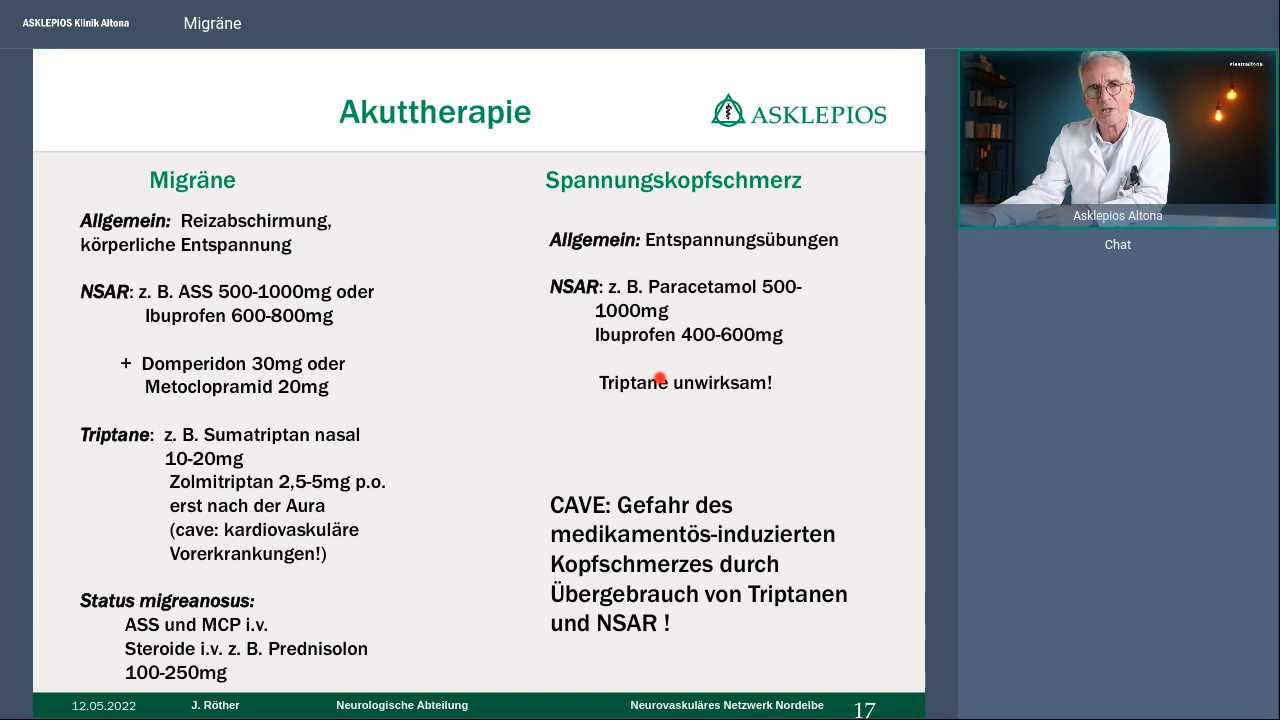 ASKLEPIOS Klinik Altona
Migräne
#teamaltona
Akuttherapie
ASKLEPIOS
Migräne
Allgemein: Reizabschirmung,
körperliche Entspannung
NSAR: z. B. ASS 500-1000mg oder
Ibuprofen 600-800mg
+ Domperidon 30mg oder
Metoclopramid 20mg
Triptane: z. B. Sumatriptan nasal
10-20mg
Zolmitriptan 2,5-5mg p.o.
erst nach der Aura
(cave: kardiovaskuläre
Vorerkrankungen!)
Status migreanosus:
ASS und MCP i.v.
Steroide i.v. z. B. Prednisolon
100-250mg
Spannungskopfschmerz
Allgemein: Entspannungsübungen
NSAR: z. B. Paracetamol 500-
1000mg
Ibuprofen 400-600mg
Triptane unwirksam!
CAVE: Gefahr des
medikamentös-induzierten
Kopfschmerzes durch
Übergebrauch von Triptanen
und NSAR !
12.05.2022
J. Röther
Neurologische Abteilung
Neurovaskuläres Netzwerk Nordelbe
17
Asklepios Altona
Chat